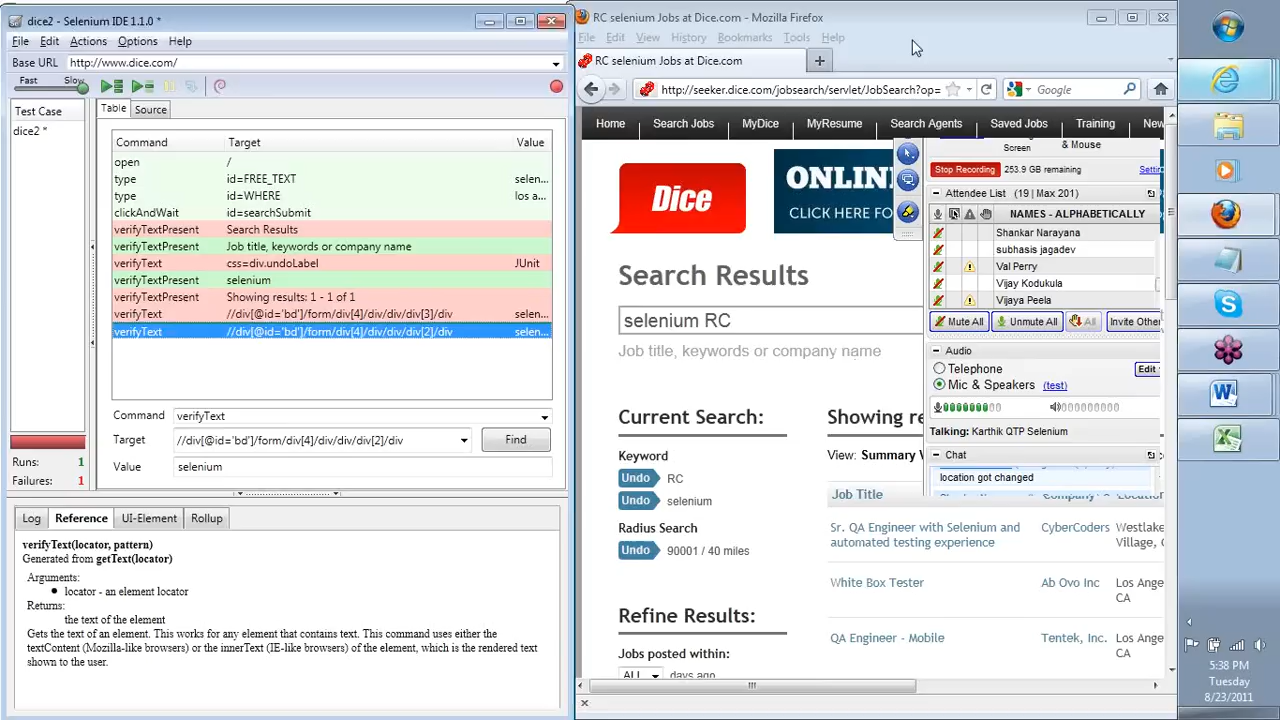 dice2 - Selenium IDE 1.1.0 *
File Edit Actions Options Help
Base URL http://www.dice.com/
Fast Slow
Test Case
dice2 *
Table Source
Command Target Value
open /
type id=FREE_TEXT selen...
type id=WHERE los a...
clickAndWait id=searchSubmit
verifyTextPresent Search Results
verifyTextPresent Job title, keywords or company name
verifyText css=div.undoLabel JUnit
verifyTextPresent selenium
verifyTextPresent Showing results: 1 - 1 of 1
verifyText //div[@id='bd']/form/div[4]/div/div/div[3]/div selen...
verifyText //div[@id='bd']/form/div[4]/div/div/div[2]/div selen...
Command verifyText
Target //div[@id='bd']/form/div[4]/div/div/div[2]/div Find
Value selenium
Runs: 1
Failures: 1
Log Reference UI-Element Rollup
verifyText(locator, pattern)
Generated from getText(locator)
Arguments:
locator - an element locator
Returns:
the text of the element
Gets the text of an element. This works for any element that contains text. This command uses either the
textContent (Mozilla-like browsers) or the innerText (IE-like browsers) of the element, which is the rendered text
shown to the user.
RC selenium Jobs at Dice.com - Mozilla Firefox
File Edit View History Bookmarks Tools Help
RC selenium Jobs at Dice.com
http://seeker.dice.com/jobsearch/servlet/JobSearch?op= Google
Home Search Jobs MyDice MyResume Search Agents Saved Jobs Training New
Dice
ONLIN
CLICK HERE FO
Search Results
selenium RC
Job title, keywords or company name
Current Search:
Keyword
Undo RC
Undo selenium
Radius Search
Undo 90001 / 40 miles
Refine Results:
Jobs posted within:
ALL days ago
Showing re
View: Summary V
Job Title Company Location
Sr. QA Engineer with Selenium and CyberCoders Westlake
automated testing experience Village, C
White Box Tester Ab Ovo Inc Los Ange
CA
QA Engineer - Mobile Tentek, Inc. Los Ange
CA
Screen & Mouse
Stop Recording 253.9 GB remaining Settin
Attendee List (19 | Max 201)
NAMES - ALPHABETICALLY
Shankar Narayana
subhasis jagadev
Val Perry
Vijay Kodukula
Vijaya Peela
Mute All Unmute All All Invite Other
Audio
Telephone Edit
Mic & Speakers (test)
Talking: Karthik QTP Selenium
Chat
location got changed
5:38 PM
Tuesday
8/23/2011